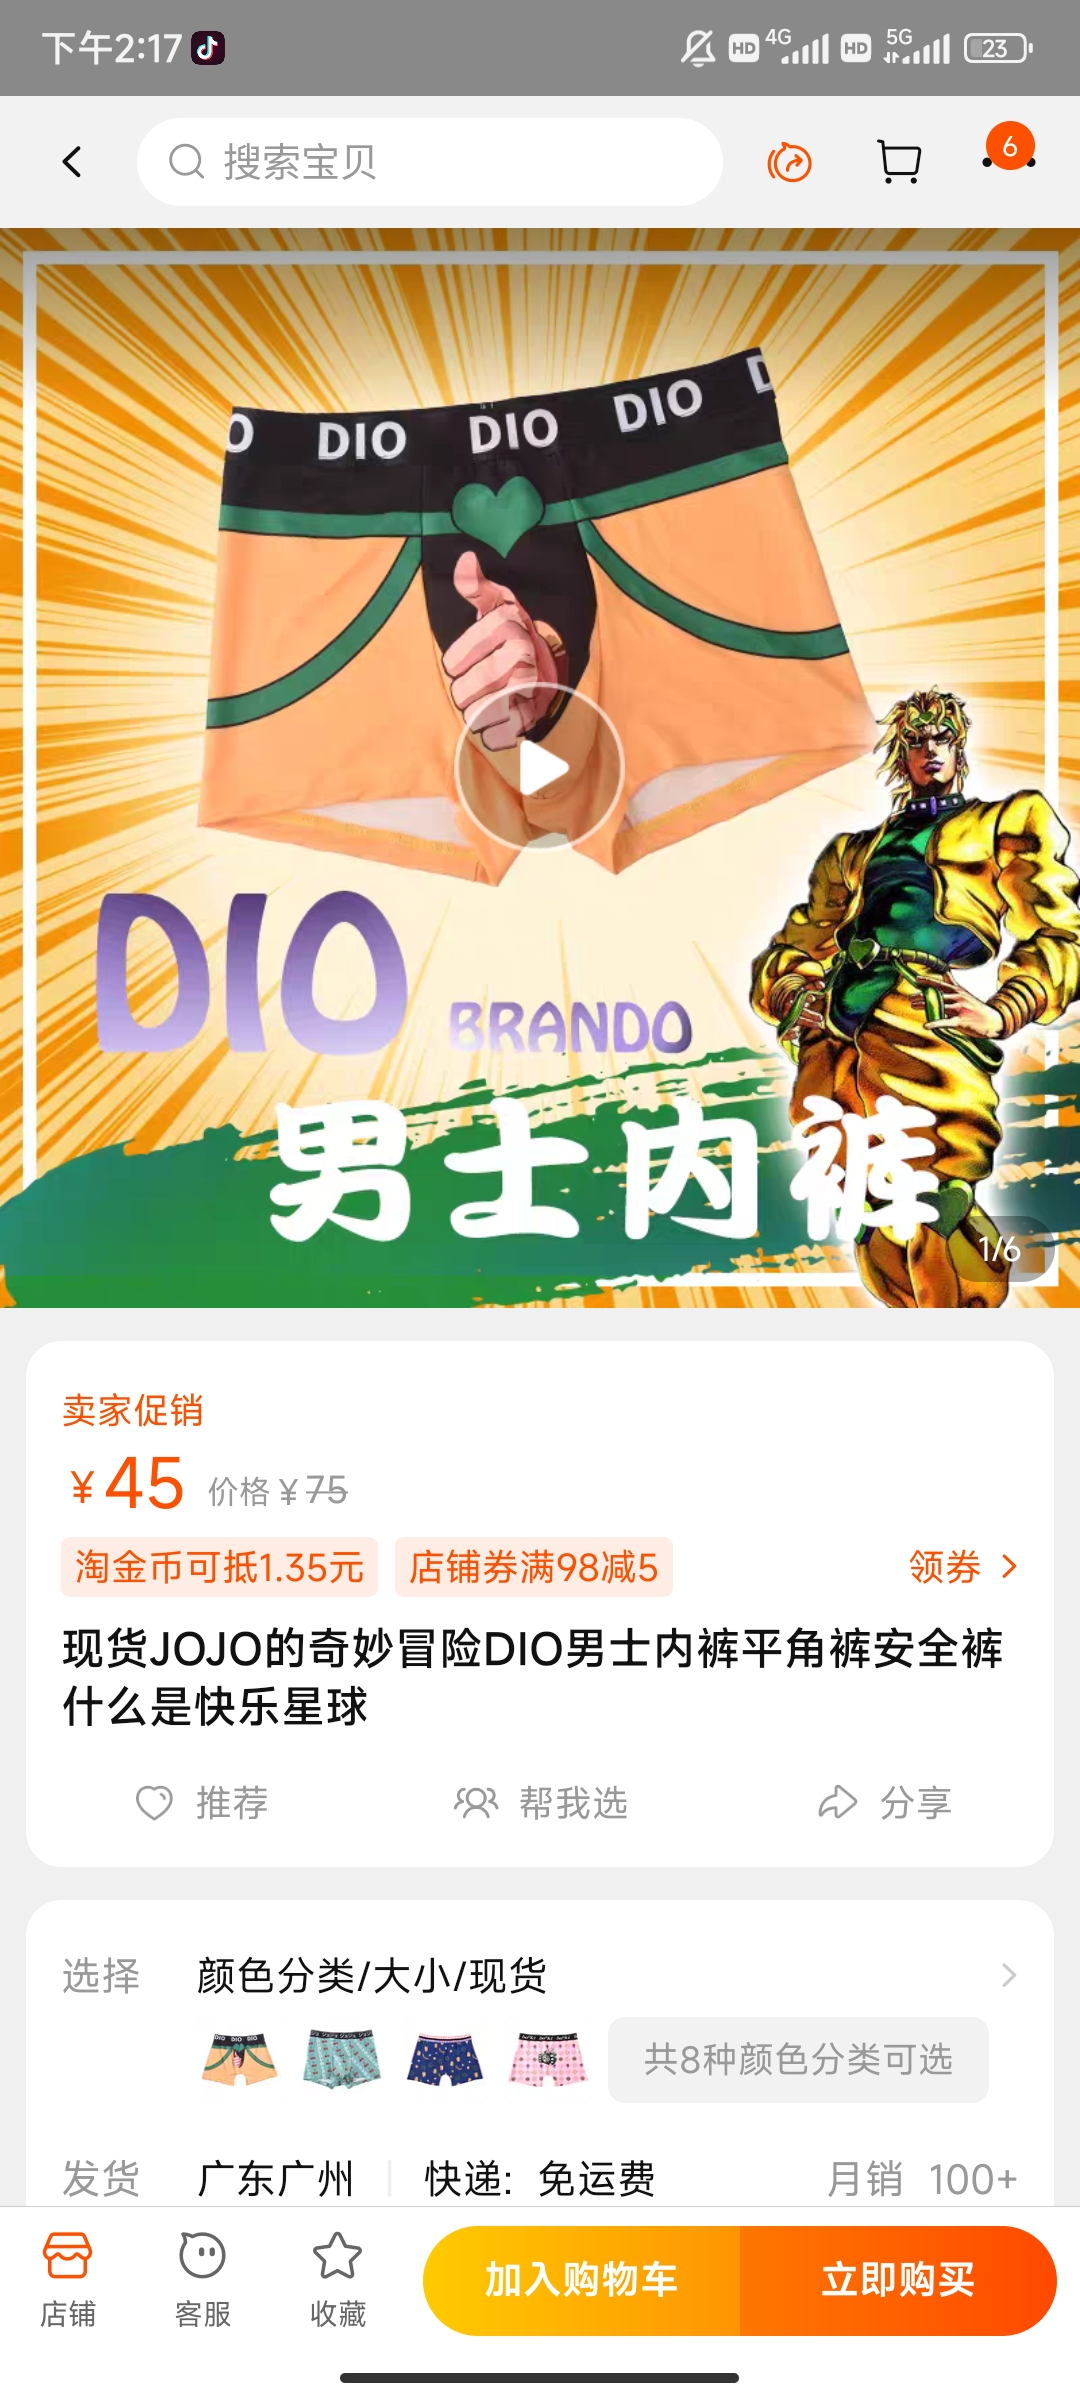 下午2:17
HD 4G HD 5G 23
搜索宝贝
6
O DIO DIO DIO D
DIO BRANDO
男士内裤
1/6
卖家促销
¥45 价格¥75
淘金币可抵1.35元 店铺券满98减5 领券
现货JOJO的奇妙冒险DIO男士内裤平角裤安全裤
什么是快乐星球
推荐 帮我选 分享
选择 颜色分类/大小/现货
共8种颜色分类可选
发货 广东广州 快递: 免运费 月销 100+
店铺 客服 收藏 加入购物车 立即购买